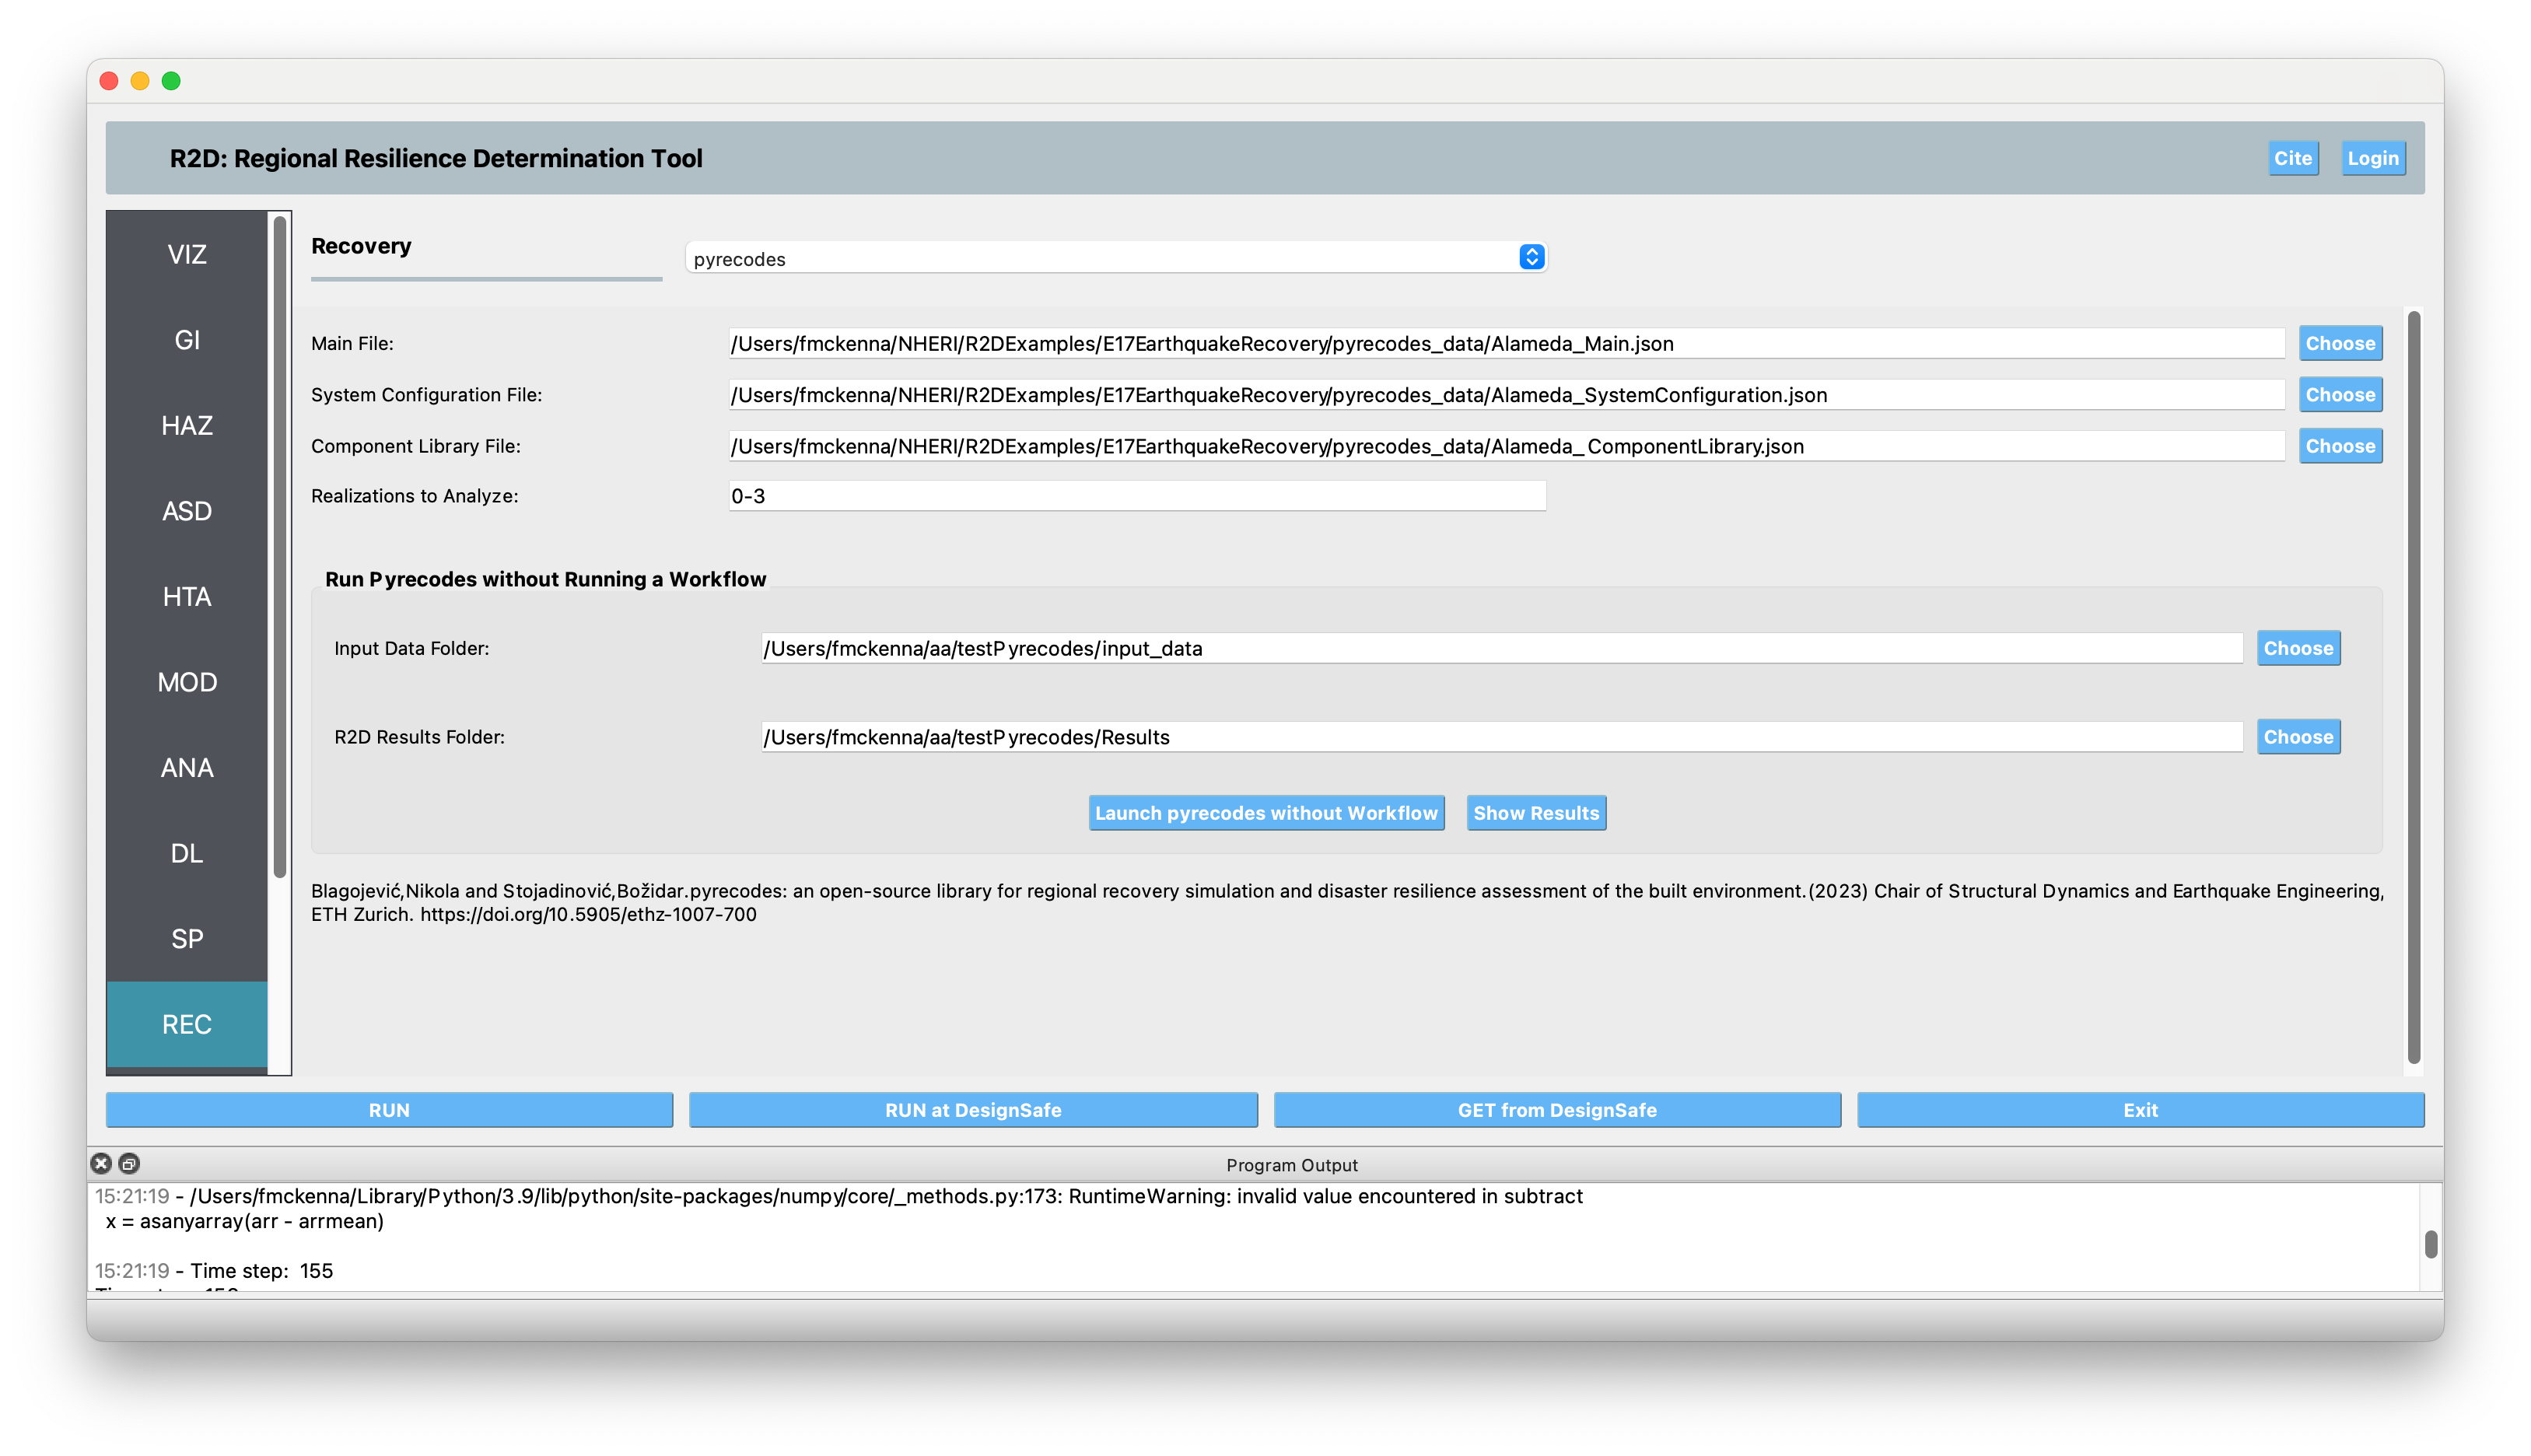 R2D: Regional Resilience Determination Tool
Cite
Login
VIZ
GI
HAZ
ASD
HTA
MOD
ANA
DL
SP
REC
Recovery
pyrecodes
Main File:
/Users/fmckenna/NHERI/R2DExamples/E17EarthquakeRecovery/pyrecodes_data/Alameda_Main.json
Choose
System Configuration File:
/Users/fmckenna/NHERI/R2DExamples/E17EarthquakeRecovery/pyrecodes_data/Alameda_SystemConfiguration.json
Choose
Component Library File:
/Users/fmckenna/NHERI/R2DExamples/E17EarthquakeRecovery/pyrecodes_data/Alameda_ComponentLibrary.json
Choose
Realizations to Analyze:
0-3
Run Pyrecodes without Running a Workflow
Input Data Folder:
/Users/fmckenna/aa/testPyrecodes/input_data
Choose
R2D Results Folder:
/Users/fmckenna/aa/testPyrecodes/Results
Choose
Launch pyrecodes without Workflow
Show Results
Blagojević,Nikola and Stojadinović,Božidar.pyrecodes: an open-source library for regional recovery simulation and disaster resilience assessment of the built environment.(2023) Chair of Structural Dynamics and Earthquake Engineering,
ETH Zurich. https://doi.org/10.5905/ethz-1007-700
RUN
RUN at DesignSafe
GET from DesignSafe
Exit
Program Output
15:21:19 - /Users/fmckenna/Library/Python/3.9/lib/python/site-packages/numpy/core/_methods.py:173: RuntimeWarning: invalid value encountered in subtract
x = asanyarray(arr - arrmean)
15:21:19 - Time step: 155